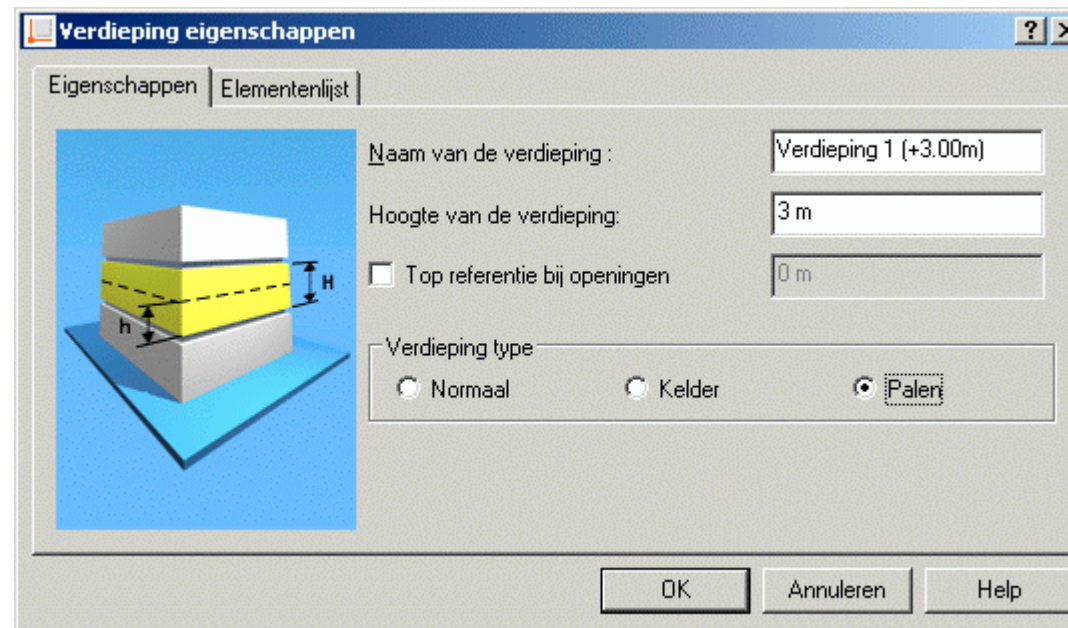 Verdieping eigenschappen
Eigenschappen
Elementenlijst
Naam van de verdieping :
Verdieping 1 (+3.00m)
Hoogte van de verdieping:
3 m
Top referentie bij openingen
0 m
H
h
Verdieping type
Normaal
Kelder
Palen
OK
Annuleren
Help